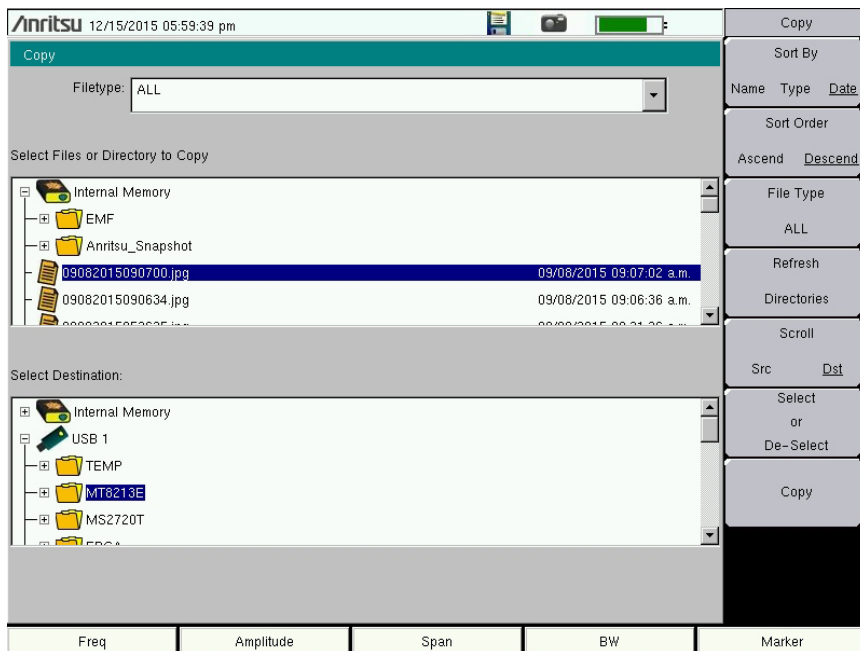 Anritsu 12/15/2015 05:59:39 pm
Copy
Filetype: ALL
Select Files or Directory to Copy
Internal Memory
EMF
Anritsu_Snapshot
09082015090700.jpg 09/08/2015 09:07:02 a.m.
09082015090634.jpg 09/08/2015 09:06:36 a.m.
Select Destination:
Internal Memory
USB 1
TEMP
MT8213E
MS2720T
Copy
Sort By
Name Type Date
Sort Order
Ascend Descend
File Type
ALL
Refresh
Directories
Scroll
Src Dst
Select
or
De-Select
Copy
Freq Amplitude Span BW Marker